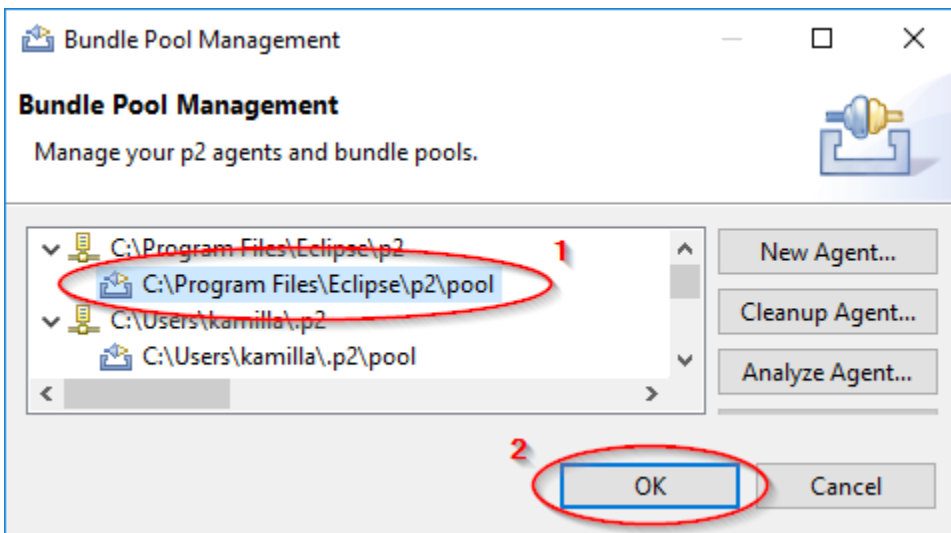 Bundle Pool Management
Bundle Pool Management
Manage your p2 agents and bundle pools.
C:\Program Files\Eclipse\p2
1
New Agent...
C:\Program Files\Eclipse\p2\pool
C:\Users\kamilla\.p2
Cleanup Agent...
C:\Users\kamilla\.p2\pool
Analyze Agent...
2
OK
Cancel